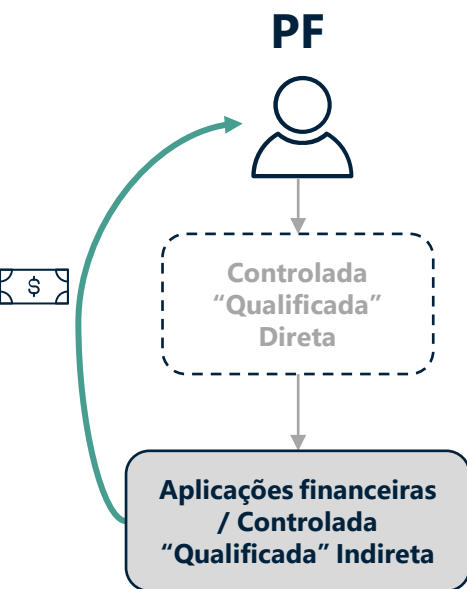 PF
$
Controlada
“Qualificada”
Direta
Aplicações financeiras
/ Controlada
“Qualificada” Indireta